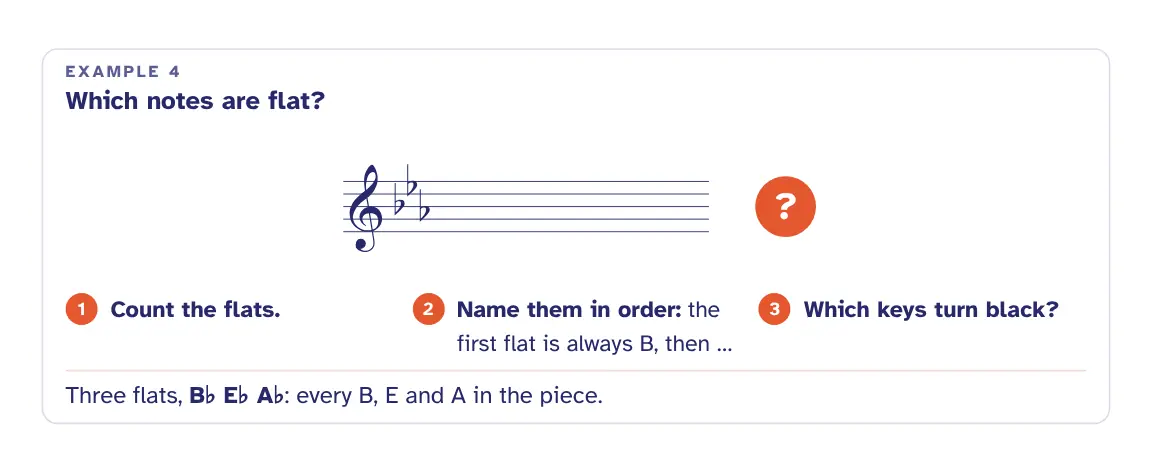 EXAMPLE 4
Which notes are flat?
?
1 Count the flats.
2 Name them in order: the
first flat is always B, then ...
3 Which keys turn black?
Three flats, B♭ E♭ A♭: every B, E and A in the piece.